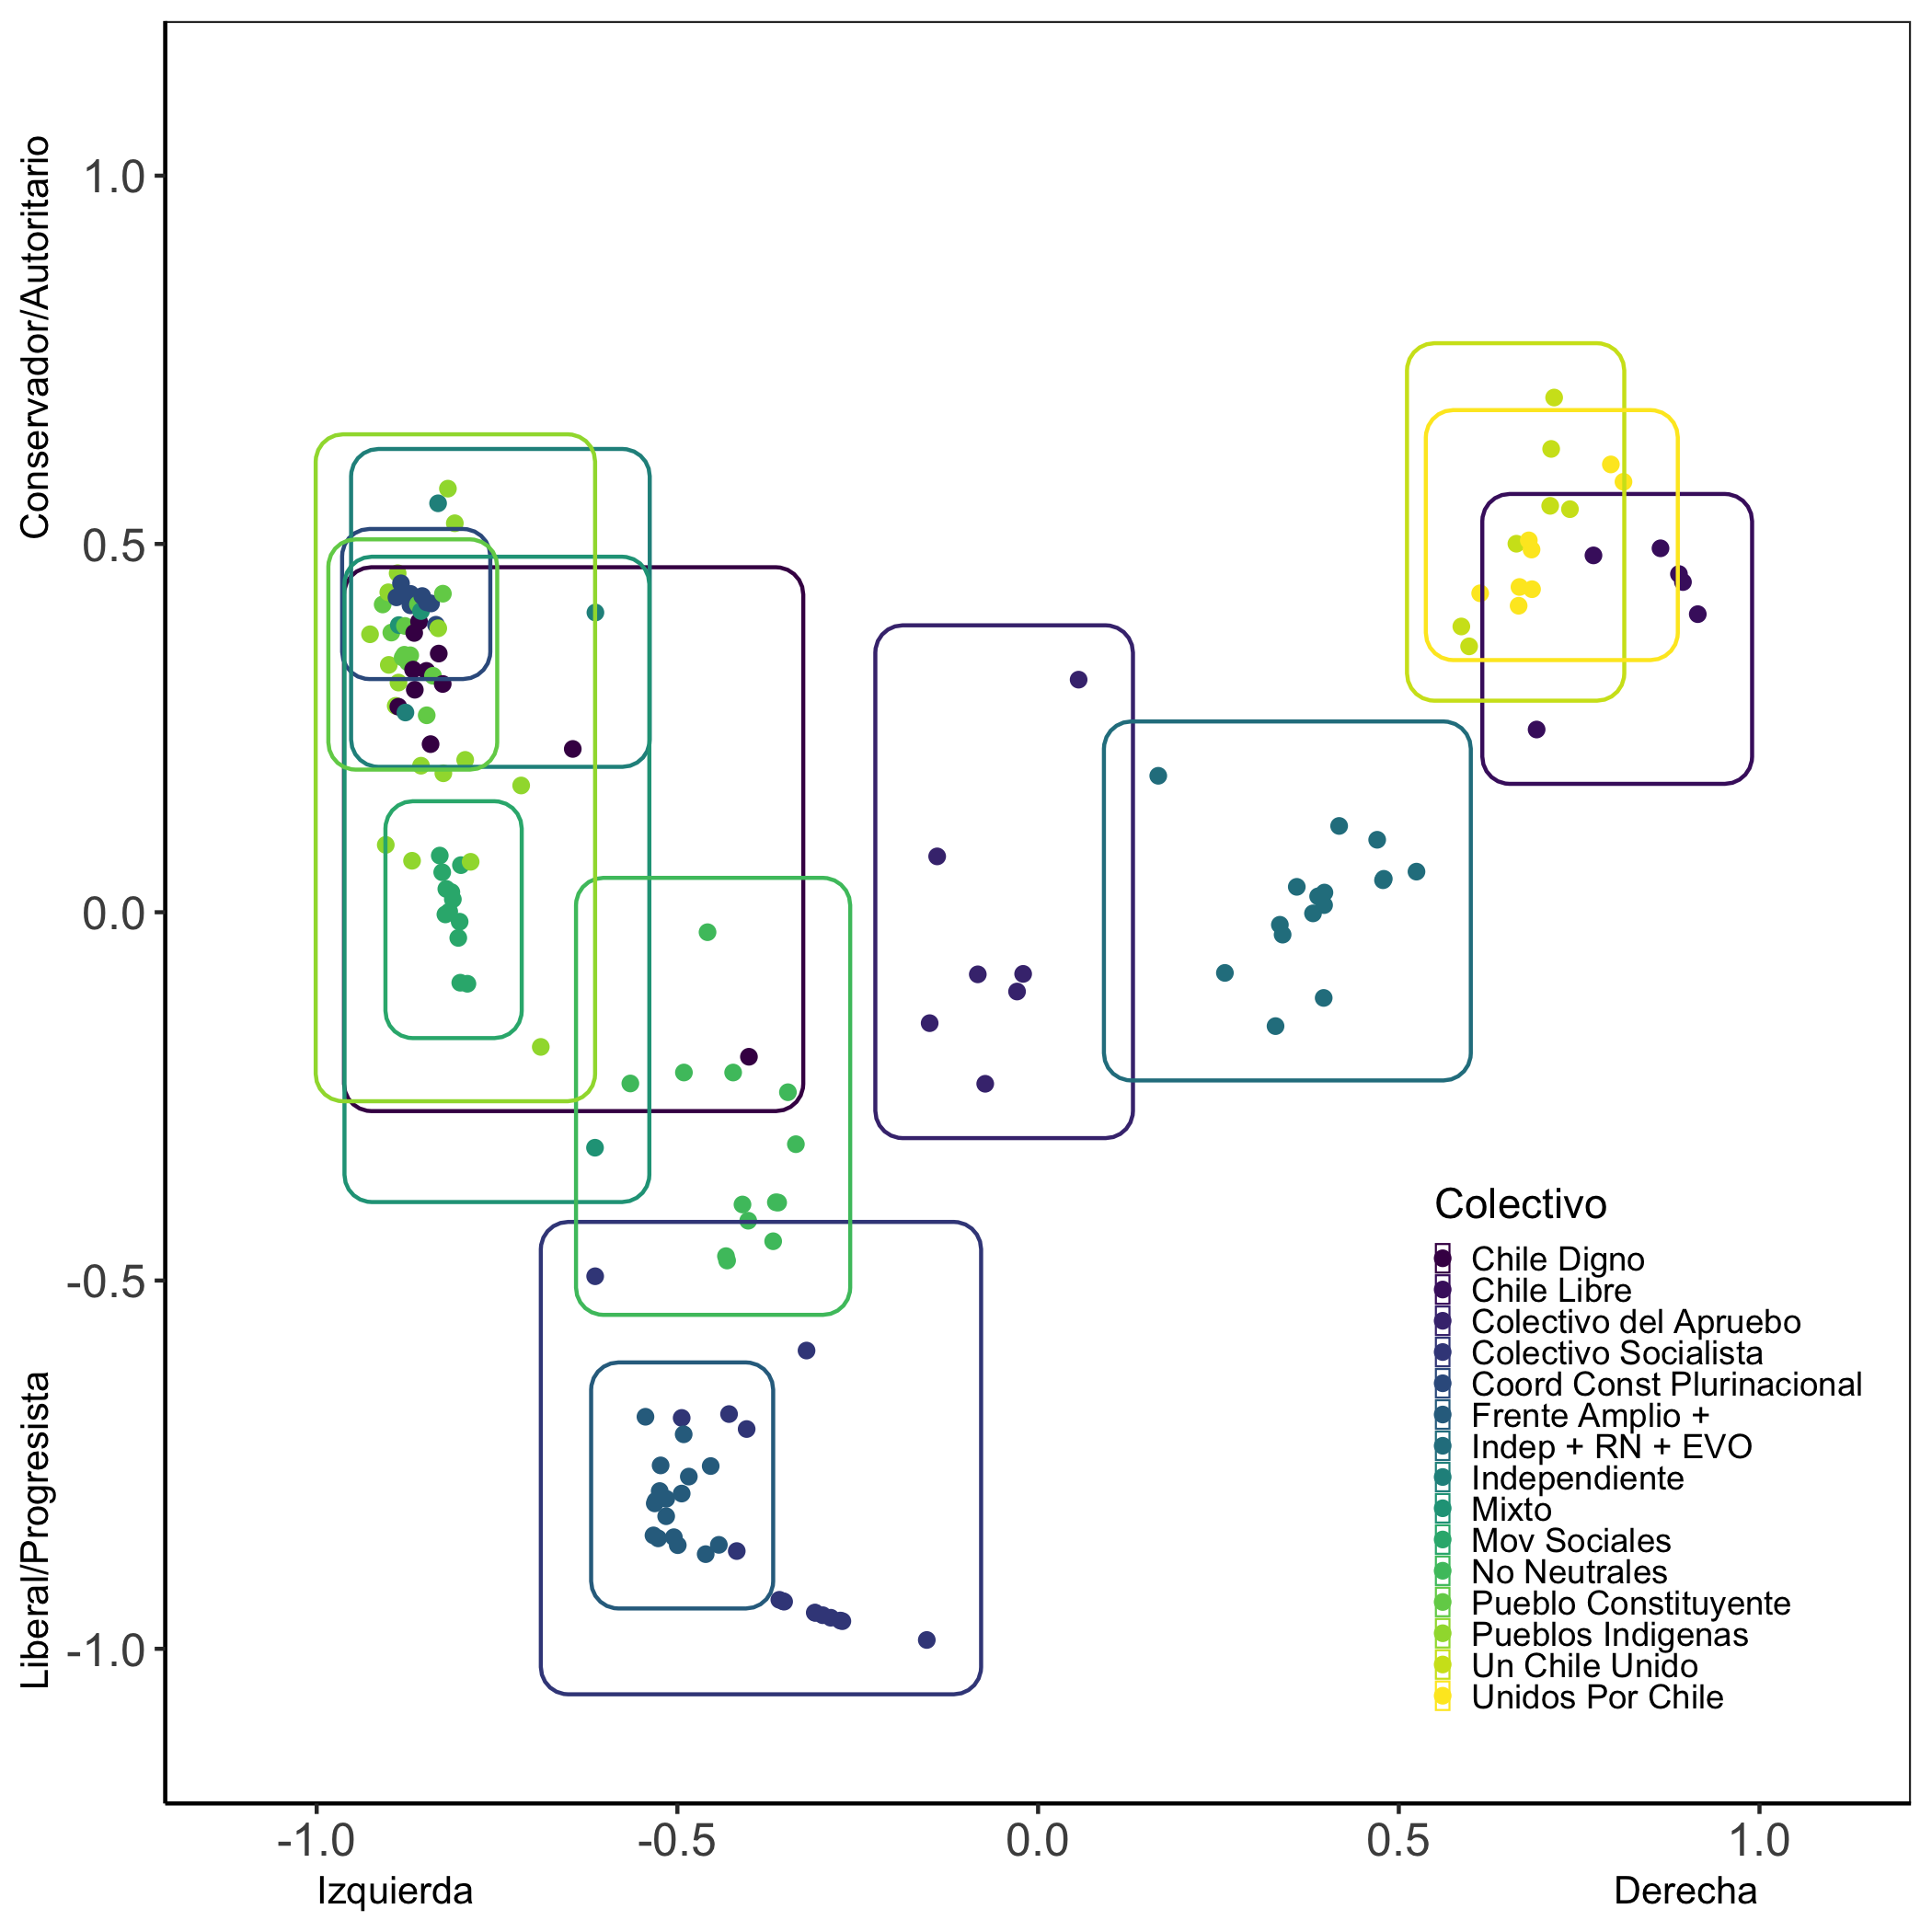 Conservador/Autoritario
Liberal/Progresista
1.0
0.5
0.0
-0.5
-1.0
Colectivo
Chile Digno
Chile Libre
Colectivo del Apruebo
Colectivo Socialista
Coord Const Plurinacional
Frente Amplio +
Indep + RN + EVO
Independiente
Mixto
Mov Sociales
No Neutrales
Pueblo Constituyente
Pueblos Indigenas
Un Chile Unido
Unidos Por Chile
-1.0 -0.5 0.0 0.5 1.0
Izquierda Derecha